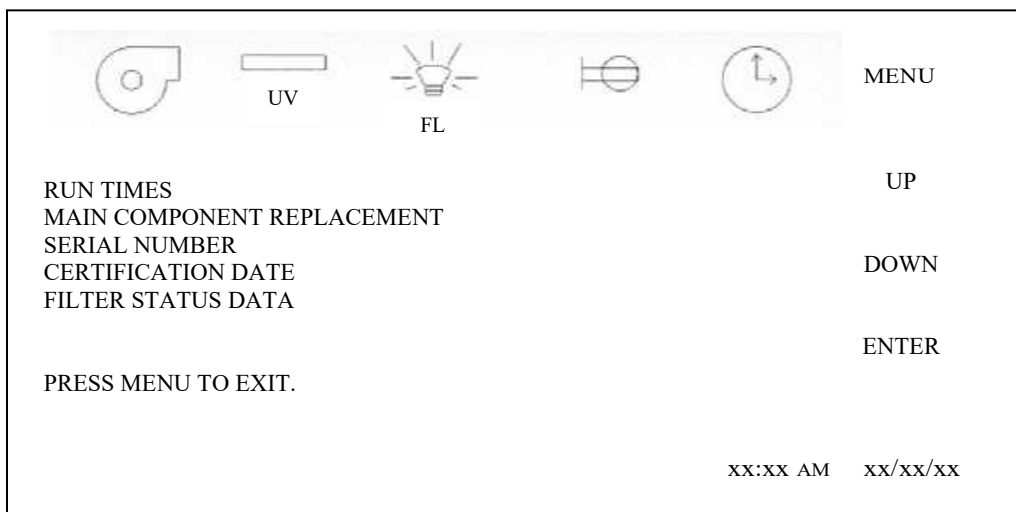 MENU
UV
FL
UP
RUN TIMES
MAIN COMPONENT REPLACEMENT
SERIAL NUMBER
CERTIFICATION DATE
FILTER STATUS DATA
DOWN
ENTER
PRESS MENU TO EXIT.
xx:xx AM xx/xx/xx